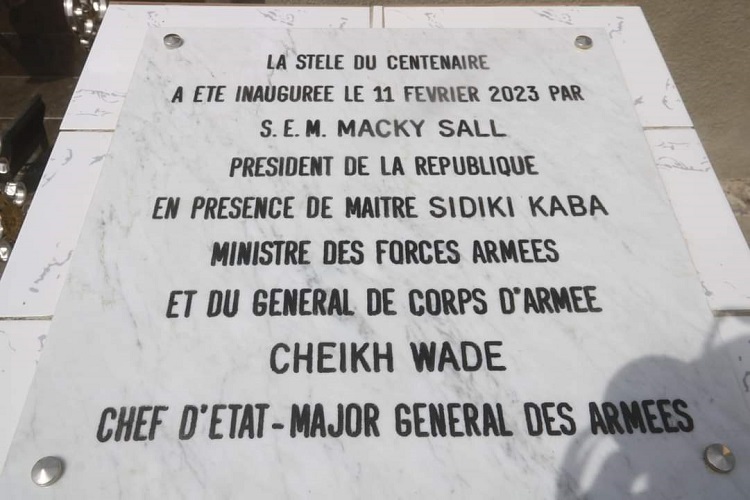 LA STELE DU CENTENAIRE
A ETE INAUGUREE LE 11 FEVRIER 2023 PAR
S.E.M. MACKY SALL
PRESIDENT DE LA REPUBLIQUE
EN PRESENCE DE MAITRE SIDIKI KABA
MINISTRE DES FORCES ARMEES
ET DU GENERAL DE CORPS D'ARMEE
CHEIKH WADE
CHEF D'ETAT-MAJOR GENERAL DES ARMEES